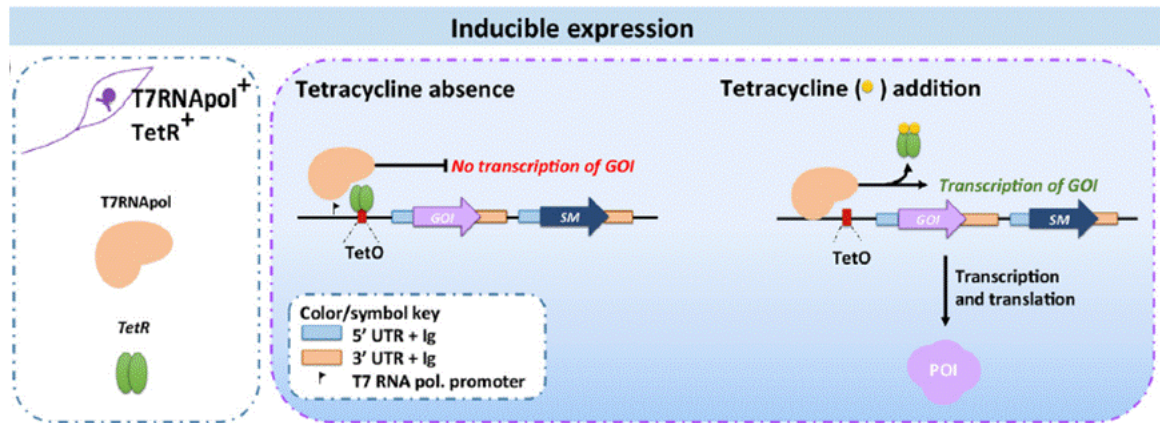 Inducible expression
T7RNApol+
TetR+
T7RNApol
TetR
Tetracycline absence
No transcription of GOI
GOI
SM
TetO
Color/symbol key
5' UTR + Ig
3' UTR + Ig
T7 RNA pol. promoter
Tetracycline ( ) addition
Transcription of GOI
GOI
SM
TetO
Transcription
and translation
POI